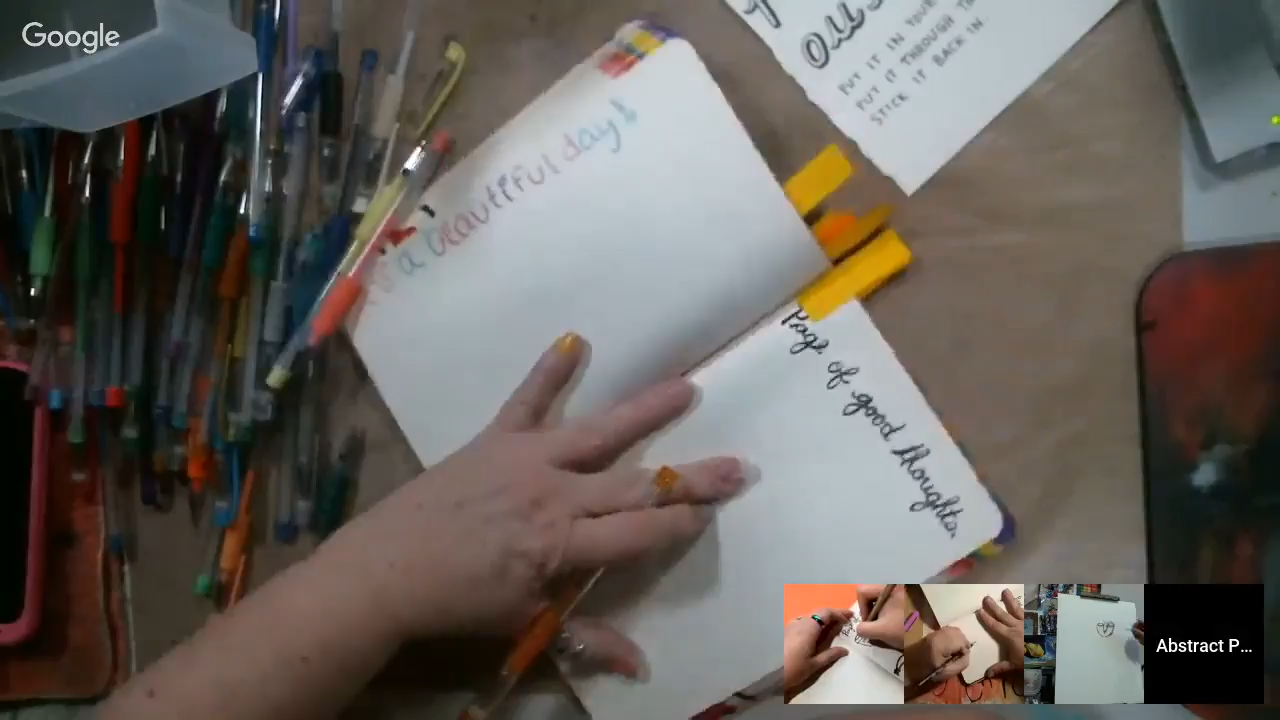 Google
a beautiful day!
Page of good thoughts.
PUT IT IN YOUR
PUT IT THROUGH
STICK IT BACK IN.
Abstract P...